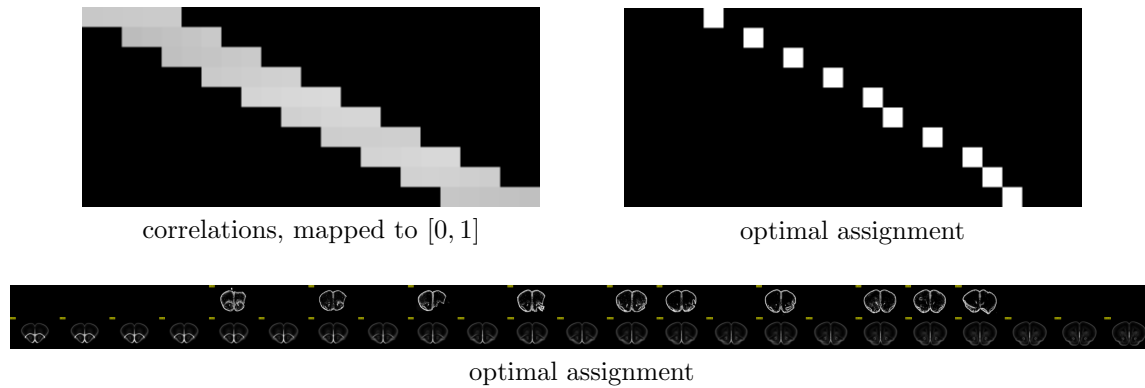 correlations, mapped to [0, 1]
optimal assignment
optimal assignment